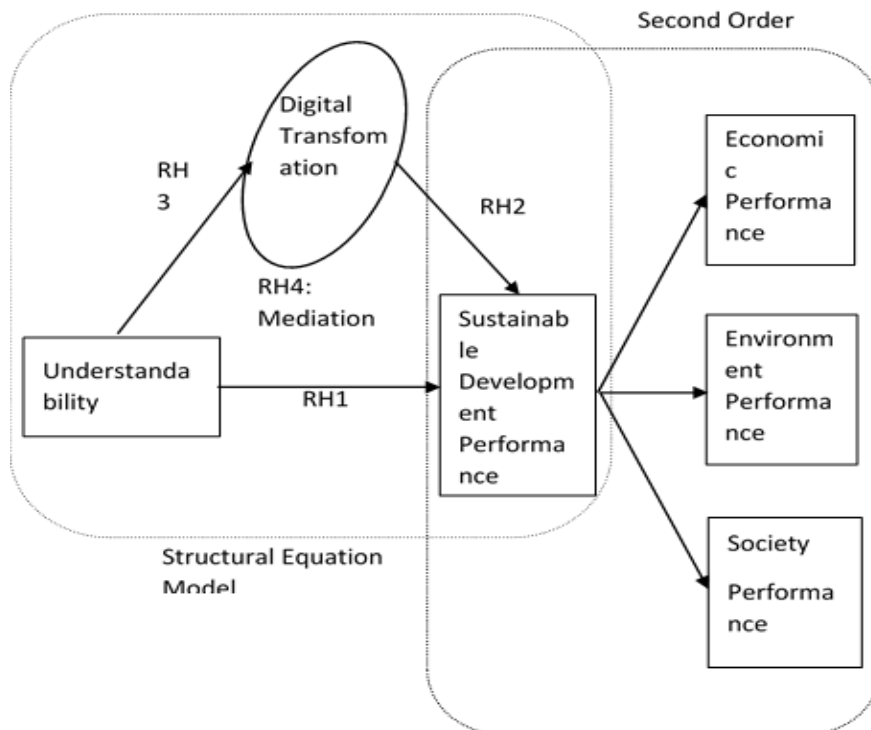 Second Order
Digital
Transfom
ation
RH
3
RH2
RH4:
Mediation
Understanda
bility
RH1
Sustainab
le
Developm
ent
Performa
nce
Economi
c
Performa
nce
Environm
ent
Performa
nce
Society
Performa
nce
Structural Equation
Model